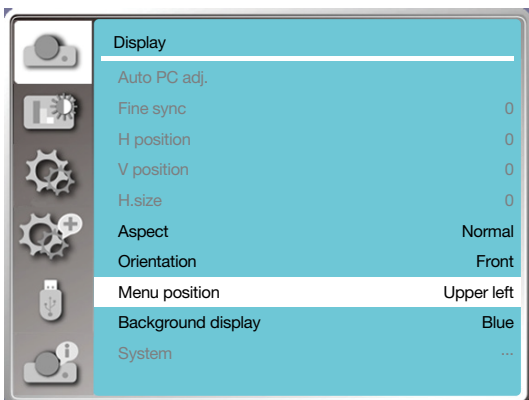 Display
Auto PC adj.
Fine sync 0
H position 0
V position 0
H.size 0
Aspect Normal
Orientation Front
Menu position Upper left
Background display Blue
System ...